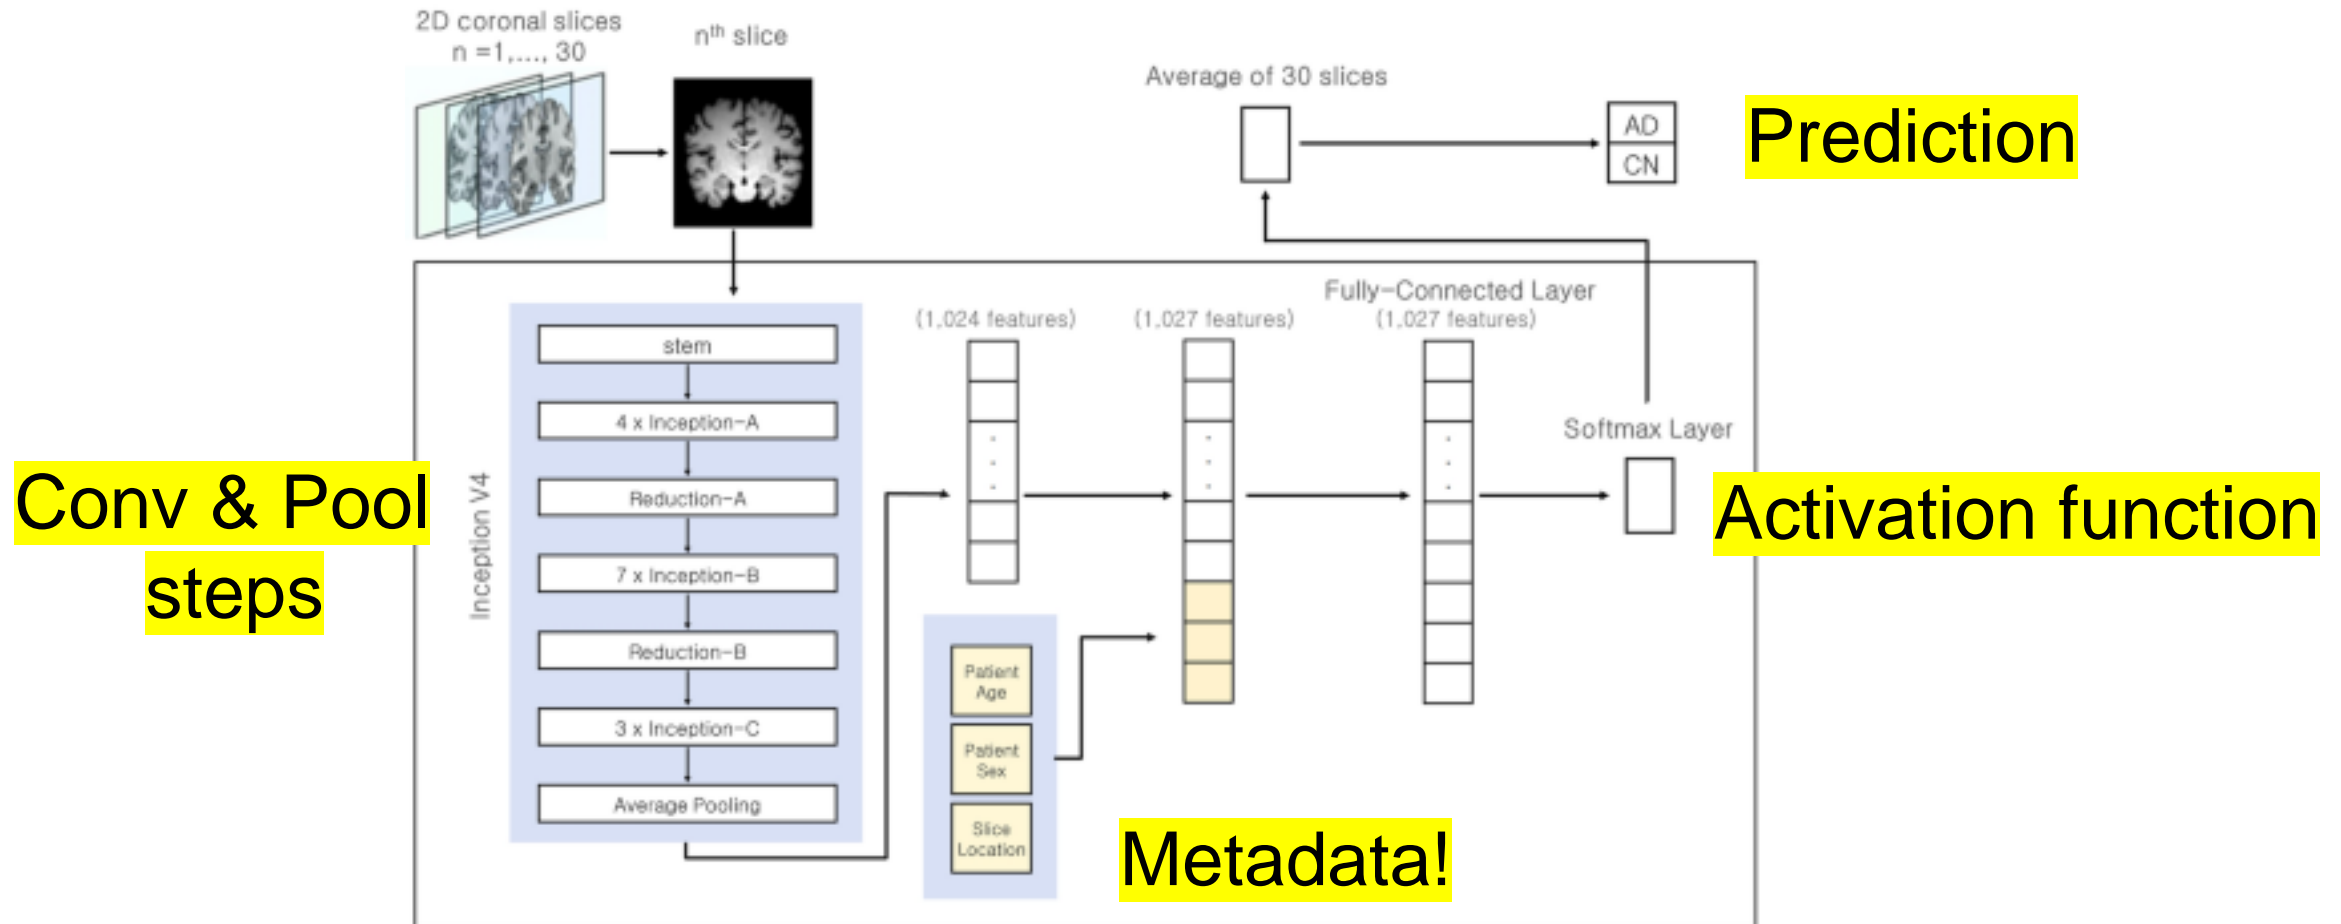 2D coronal slices
n =1,..., 30
nth slice
Average of 30 slices
AD
CN
Prediction
Fully-Connected Layer
(1,024 features)
(1,027 features)
(1,027 features)
stem
4 x Inception-A
Reduction-A
7 x Inception-B
Reduction-B
3 x Inception-C
Average Pooling
Inception V4
Conv & Pool
steps
Softmax Layer
Activation function
Patient
Age
Patient
Sex
Slice
Location
Metadata!